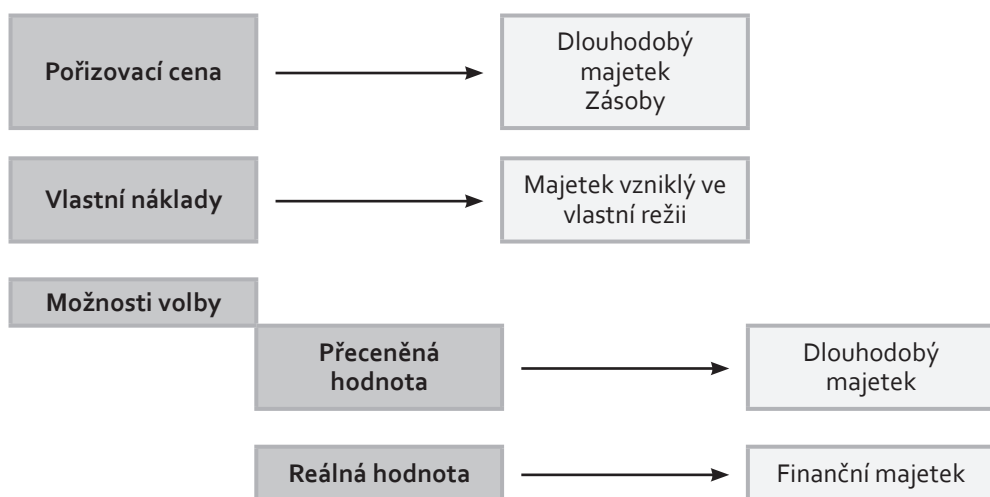 Pořizovací cena
Dlouhodobý
majetek
Zásoby
Vlastní náklady
Majetek vzniklý ve
vlastní režii
Možnosti volby
Přeceněná
hodnota
Dlouhodobý
majetek
Reálná hodnota
Finanční majetek